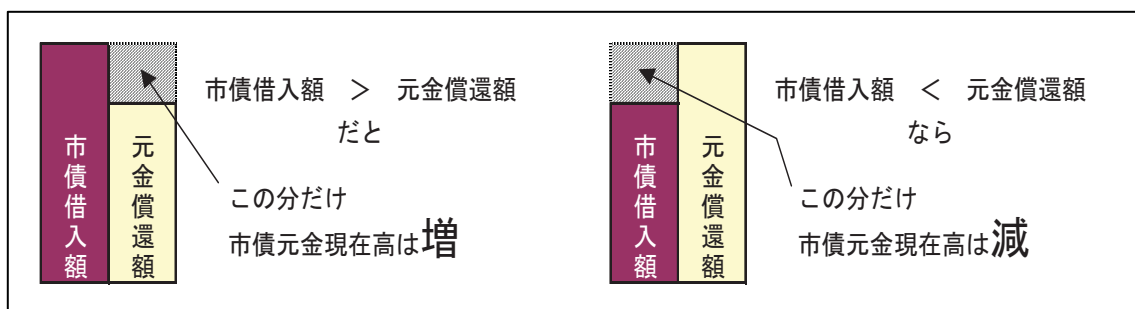 市債借入額
元金償還額
市債借入額 ＞ 元金償還額
だと
この分だけ
市債元金現在高は増
市債借入額
元金償還額
市債借入額 ＜ 元金償還額
なら
この分だけ
市債元金現在高は減